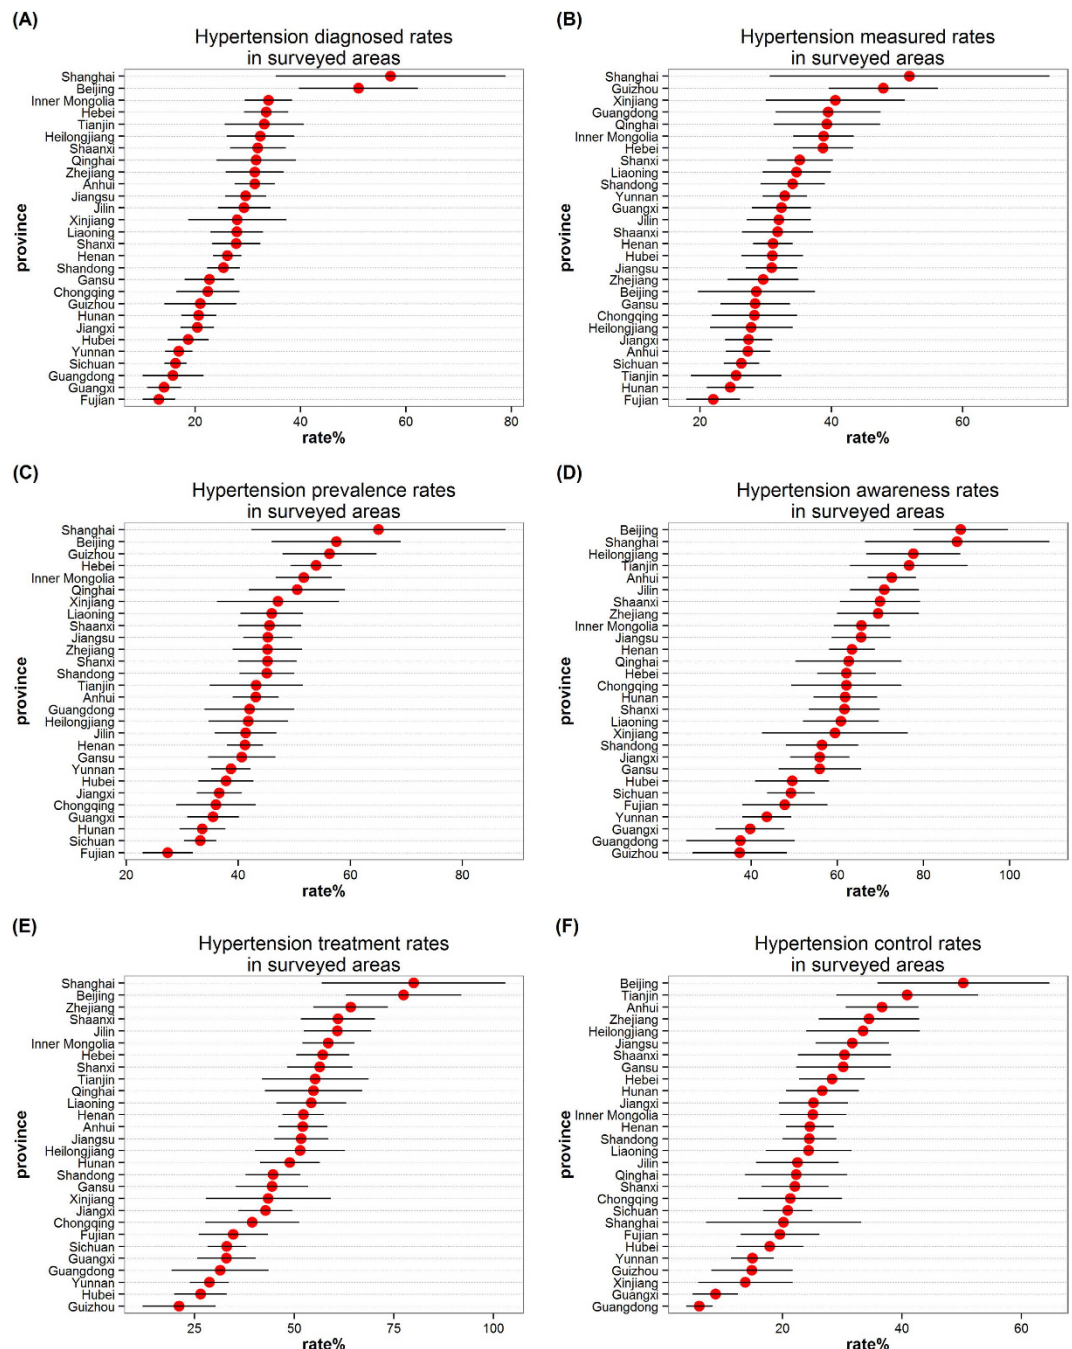 (A)
Hypertension diagnosed rates
in surveyed areas
province
Shanghai
Beijing
Inner Mongolia
Hebei
Tianjin
Heilongjiang
Shaanxi
Qinghai
Zhejiang
Anhui
Jiangsu
Jilin
Xinjiang
Liaoning
Shanxi
Henan
Shandong
Gansu
Chongqing
Guizhou
Hunan
Jiangxi
Hubei
Yunnan
Sichuan
Guangdong
Guangxi
Fujian
20 40 60 80
rate%
(B)
Hypertension measured rates
in surveyed areas
province
Shanghai
Guizhou
Xinjiang
Guangdong
Qinghai
Inner Mongolia
Hebei
Shanxi
Liaoning
Shandong
Yunnan
Guangxi
Jilin
Shaanxi
Henan
Hubei
Jiangsu
Zhejiang
Beijing
Gansu
Chongqing
Heilongjiang
Jiangxi
Anhui
Sichuan
Tianjin
Hunan
Fujian
20 40 60
rate%
(C)
Hypertension prevalence rates
in surveyed areas
province
Shanghai
Beijing
Guizhou
Hebei
Inner Mongolia
Qinghai
Xinjiang
Liaoning
Shaanxi
Jiangsu
Zhejiang
Shanxi
Shandong
Tianjin
Anhui
Guangdong
Heilongjiang
Jilin
Henan
Gansu
Yunnan
Hubei
Jiangxi
Chongqing
Guangxi
Hunan
Sichuan
Fujian
20 40 60 80
rate%
(D)
Hypertension awareness rates
in surveyed areas
province
Beijing
Shanghai
Heilongjiang
Tianjin
Anhui
Jilin
Shaanxi
Zhejiang
Inner Mongolia
Jiangsu
Henan
Qinghai
Hebei
Chongqing
Hunan
Shanxi
Liaoning
Xinjiang
Shandong
Jiangxi
Gansu
Hubei
Sichuan
Fujian
Yunnan
Guangxi
Guangdong
Guizhou
40 60 80 100
rate%
(E)
Hypertension treatment rates
in surveyed areas
province
Shanghai
Beijing
Zhejiang
Shaanxi
Jilin
Inner Mongolia
Hebei
Shanxi
Tianjin
Qinghai
Liaoning
Henan
Anhui
Jiangsu
Heilongjiang
Hunan
Shandong
Gansu
Xinjiang
Jiangxi
Chongqing
Fujian
Sichuan
Guangxi
Guangdong
Yunnan
Hubei
Guizhou
25 50 75 100
rate%
(F)
Hypertension control rates
in surveyed areas
province
Beijing
Tianjin
Anhui
Zhejiang
Heilongjiang
Jiangsu
Shaanxi
Gansu
Hebei
Hunan
Jiangxi
Inner Mongolia
Henan
Shandong
Liaoning
Jilin
Qinghai
Shanxi
Chongqing
Sichuan
Shanghai
Fujian
Hubei
Yunnan
Guizhou
Xinjiang
Guangxi
Guangdong
20 40 60
rate%